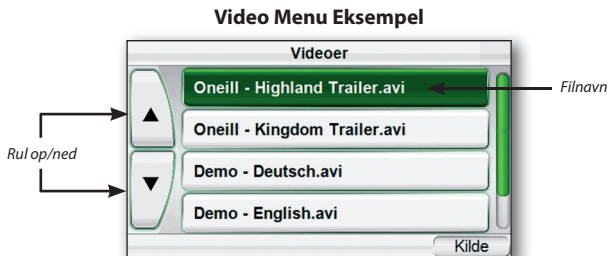 Video Menu Eksempel
Videoer
Oneill - Highland Trailer.avi
Filnavn
Oneill - Kingdom Trailer.avi
Rul op/ned
Demo - Deutsch.avi
Demo - English.avi
Kilde